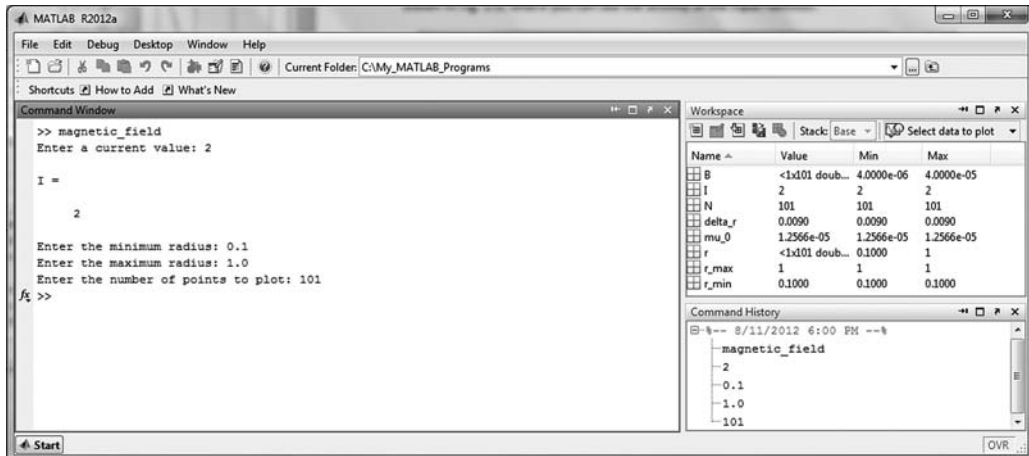 MATLAB R2012a
File Edit Debug Desktop Window Help
Current Folder: C:\My_MATLAB_Programs
Shortcuts How to Add What's New
Command Window
>> magnetic_field
Enter a current value: 2
I =
2
Enter the minimum radius: 0.1
Enter the maximum radius: 1.0
Enter the number of points to plot: 101
fx >>
Workspace
Stack: Base Select data to plot
Name Value Min Max
B <1x101 doub... 4.0000e-06 4.0000e-05
I 2 2 2
N 101 101 101
delta_r 0.0090 0.0090 0.0090
mu_0 1.2566e-05 1.2566e-05 1.2566e-05
r <1x101 doub... 0.1000 1
r_max 1 1 1
r_min 0.1000 0.1000 0.1000
Command History
%-- 8/11/2012 6:00 PM --%
magnetic_field
2
0.1
1.0
101
Start
OVR